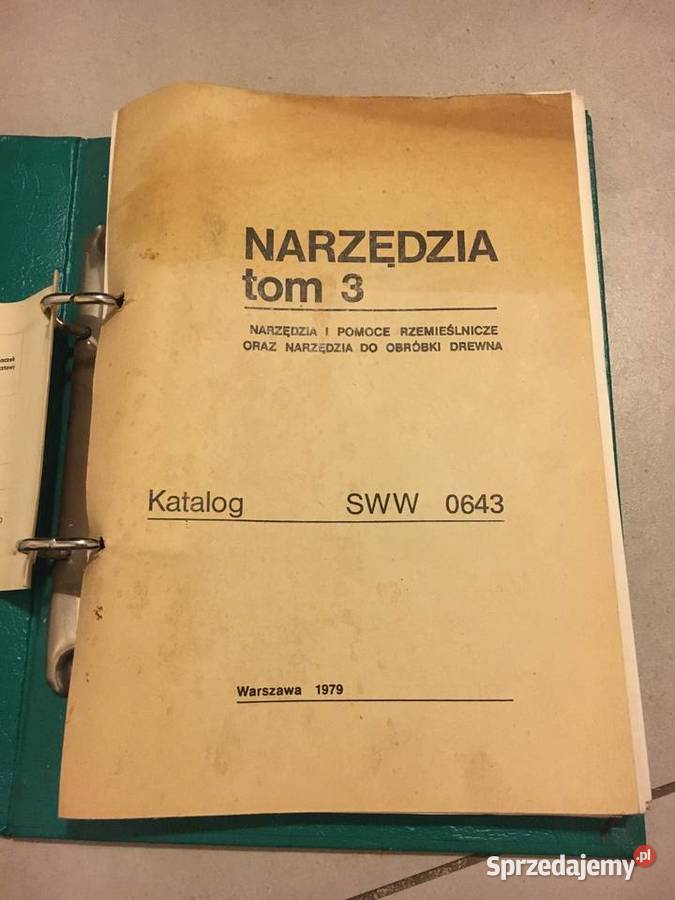 NARZĘDZIA
tom 3
NARZĘDZIA I POMOCE RZEMIEŚLNICZE
ORAZ NARZĘDZIA DO OBRÓBKI DREWNA
Katalog SWW 0643
Warszawa 1979
Sprzedajemy.pl